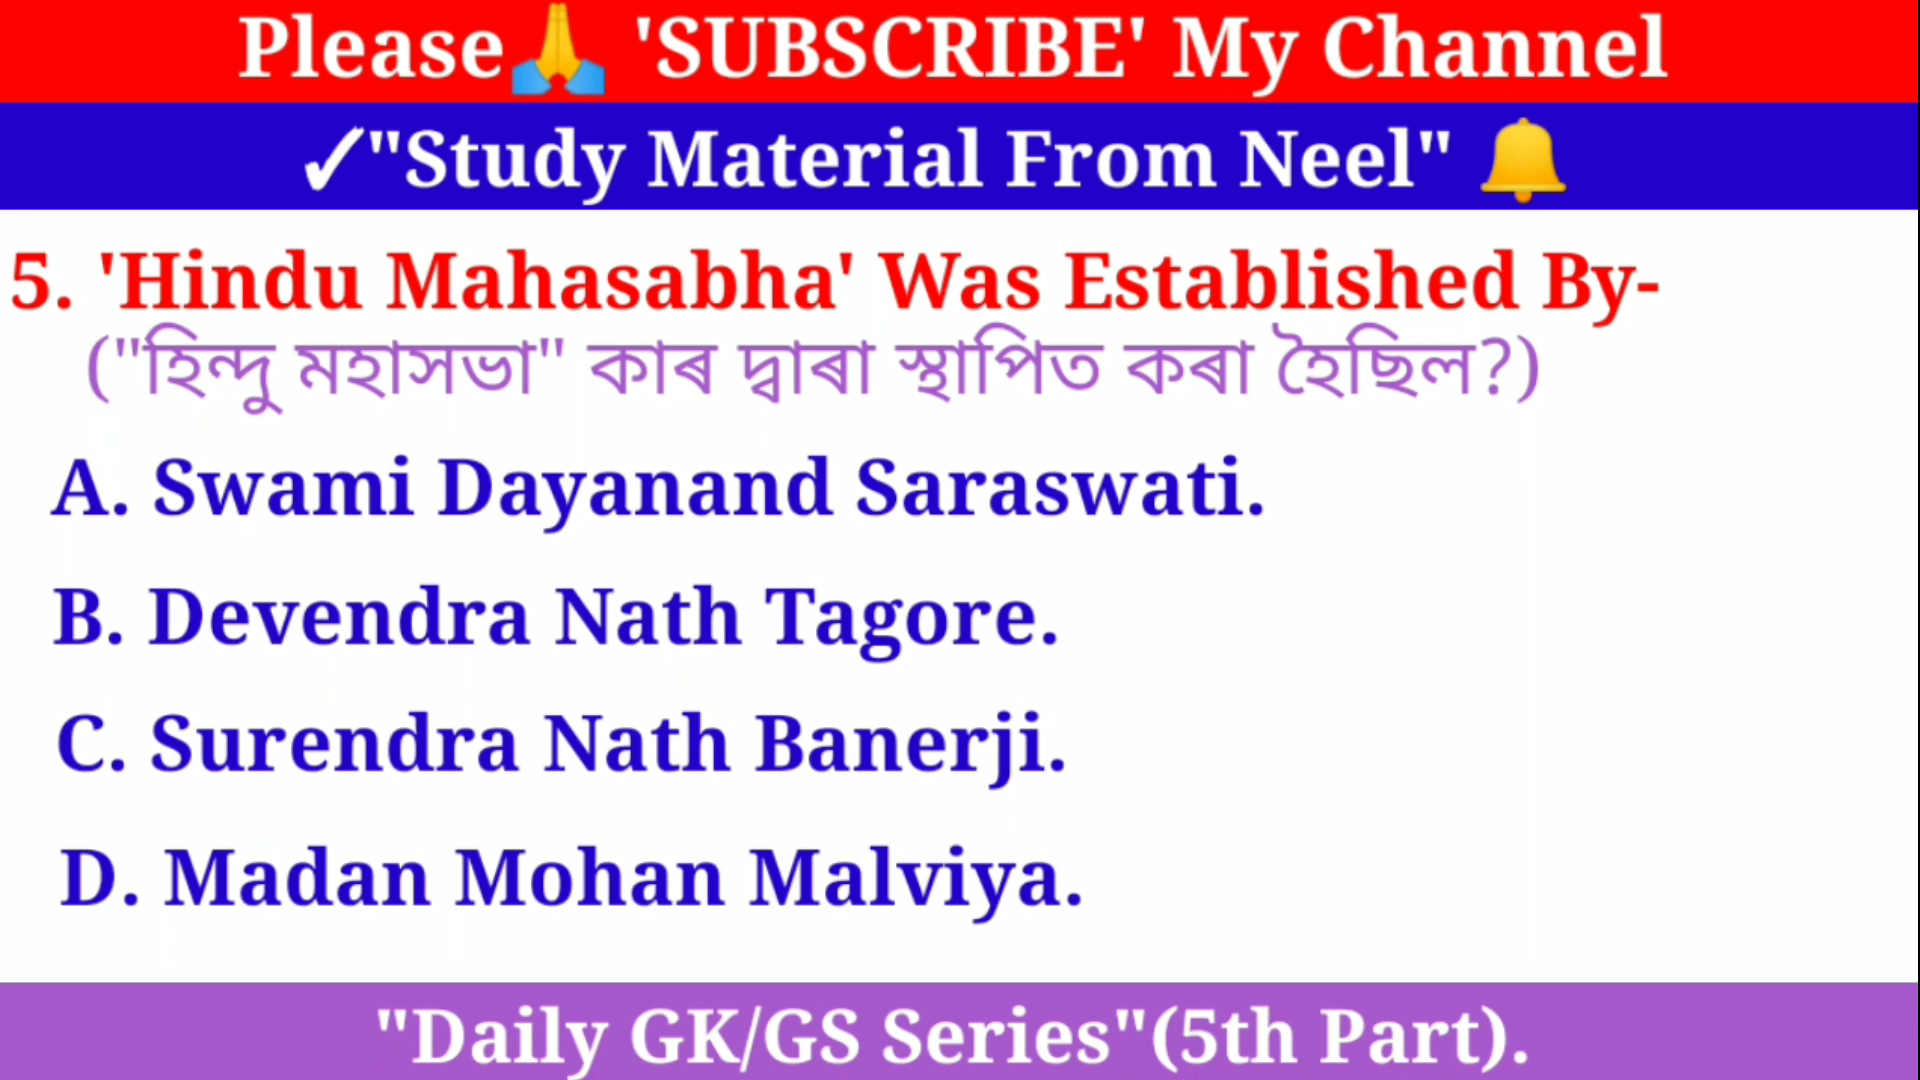 Please🙏 'SUBSCRIBE' My Channel
✓"Study Material From Neel" 🔔
5. 'Hindu Mahasabha' Was Established By-
("হিন্দু মহাসভা" কাৰ দ্বাৰা স্থাপিত কৰা হৈছিল?)
A. Swami Dayanand Saraswati.
B. Devendra Nath Tagore.
C. Surendra Nath Banerji.
D. Madan Mohan Malviya.
"Daily GK/GS Series"(5th Part).